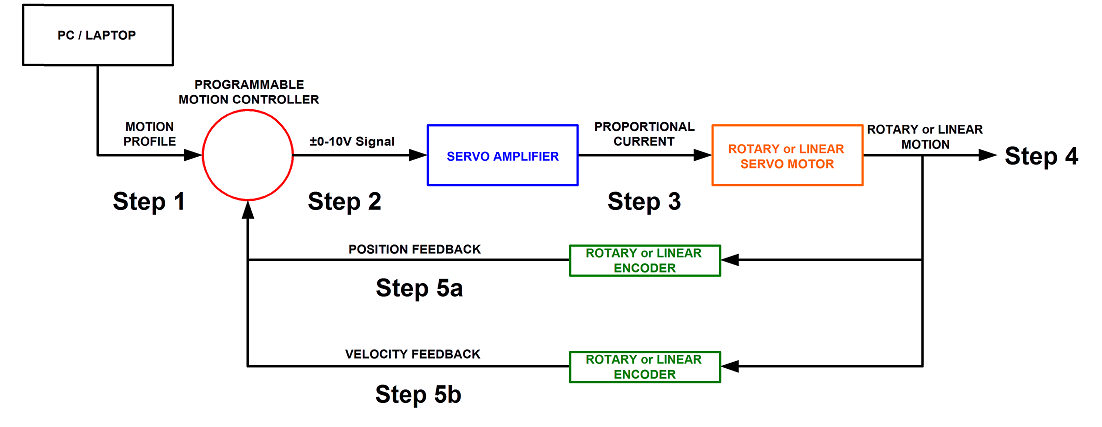 PC / LAPTOP
PROGRAMMABLE
MOTION CONTROLLER
MOTION
PROFILE
Step 1
±0-10V Signal
Step 2
SERVO AMPLIFIER
PROPORTIONAL
CURRENT
Step 3
ROTARY or LINEAR
SERVO MOTOR
ROTARY or LINEAR
MOTION
Step 4
POSITION FEEDBACK
Step 5a
ROTARY or LINEAR
ENCODER
VELOCITY FEEDBACK
Step 5b
ROTARY or LINEAR
ENCODER